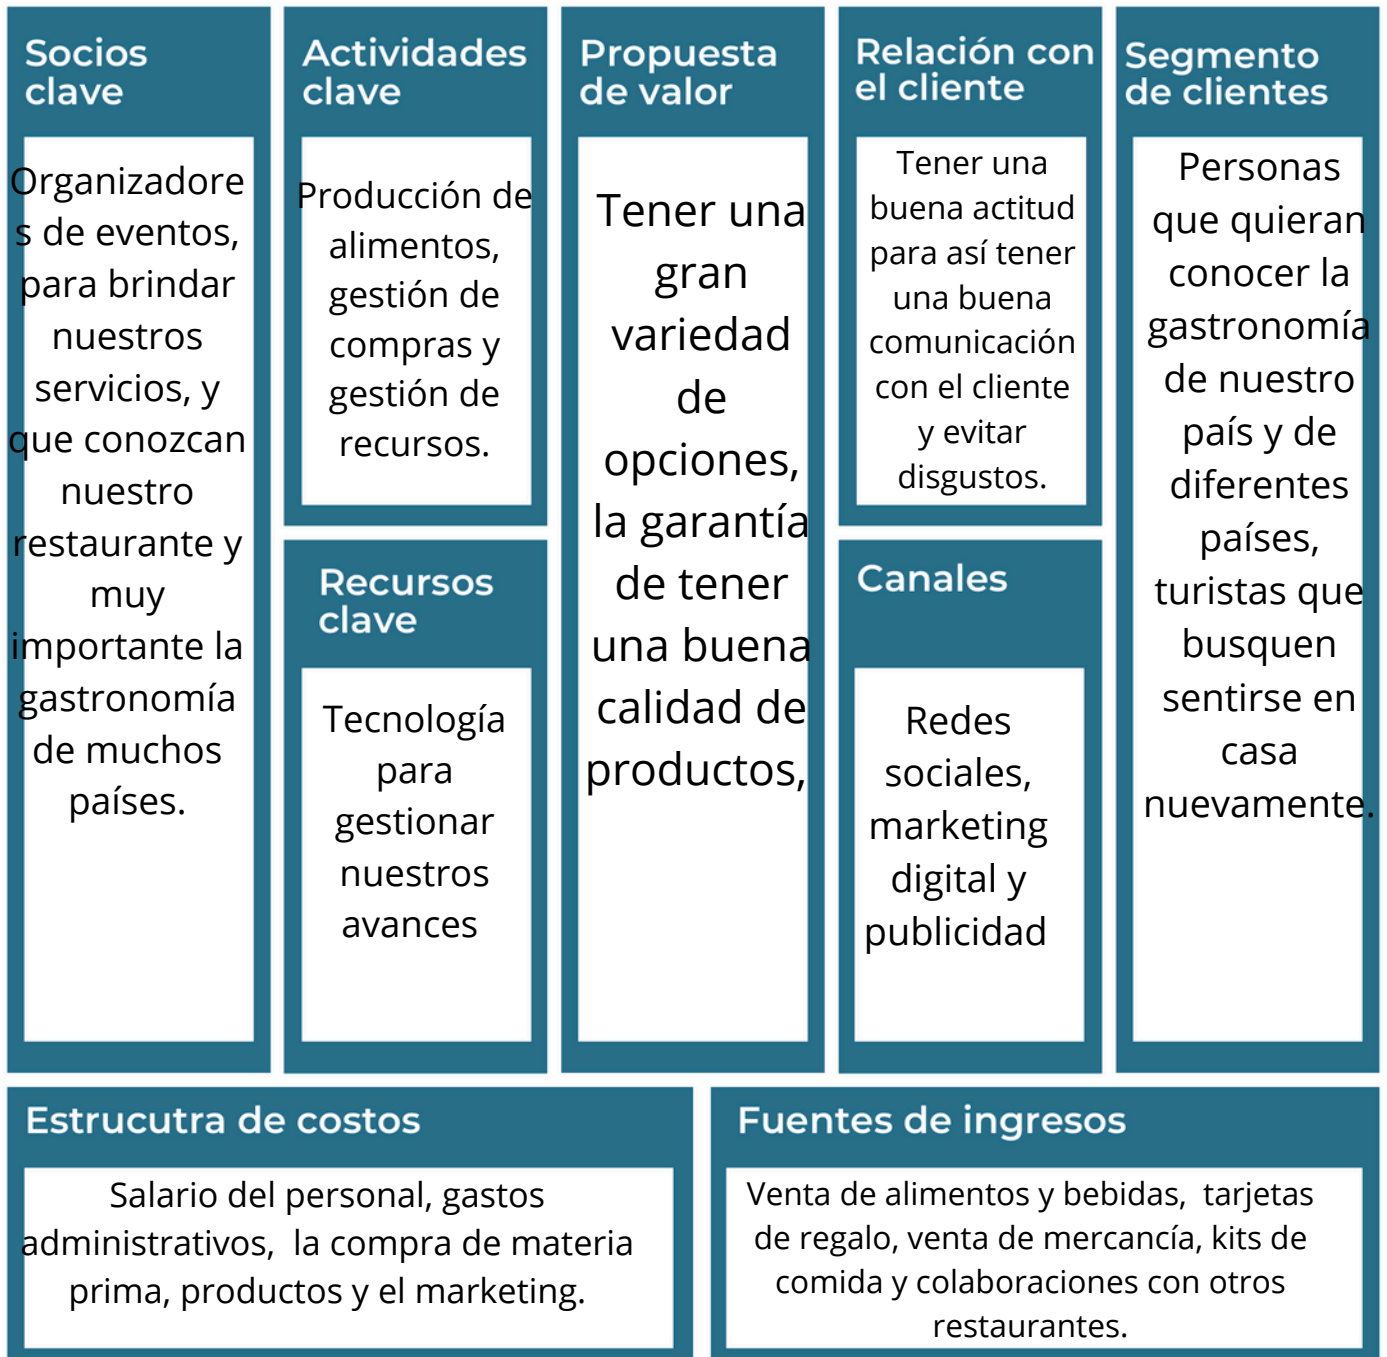 Socios
clave
Organizadore
s de eventos,
para brindar
nuestros
servicios, y
que conozcan
nuestro
restaurante y
muy
importante la
gastronomía
de muchos
países.
Actividades
clave
Producción de
alimentos,
gestión de
compras y
gestión de
recursos.
Recursos
clave
Tecnología
para
gestionar
nuestros
avances
Propuesta
de valor
Tener una
gran
variedad
de
opciones,
la garantía
de tener
una buena
calidad de
productos,
Relación con
el cliente
Tener una
buena actitud
para así tener
una buena
comunicación
con el cliente
y evitar
disgustos.
Canales
Redes
sociales,
marketing
digital y
publicidad
Segmento
de clientes
Personas
que quieran
conocer la
gastronomía
de nuestro
país y de
diferentes
países,
turistas que
busquen
sentirse en
casa
nuevamente.
Estrucutra de costos
Salario del personal, gastos
administrativos, la compra de materia
prima, productos y el marketing.
Fuentes de ingresos
Venta de alimentos y bebidas, tarjetas
de regalo, venta de mercancía, kits de
comida y colaboraciones con otros
restaurantes.